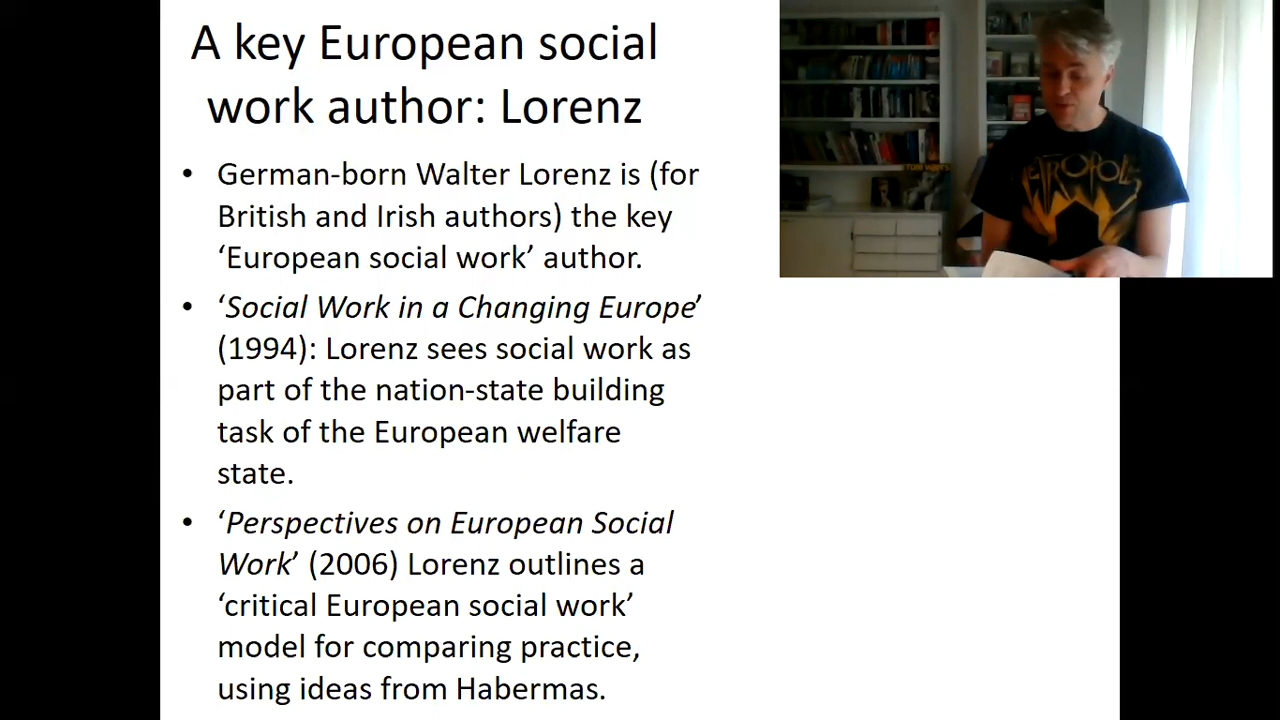 A key European social
work author: Lorenz
• German-born Walter Lorenz is (for
British and Irish authors) the key
‘European social work’ author.
• ‘Social Work in a Changing Europe’
(1994): Lorenz sees social work as
part of the nation-state building
task of the European welfare
state.
• ‘Perspectives on European Social
Work’ (2006) Lorenz outlines a
‘critical European social work’
model for comparing practice,
using ideas from Habermas.
METROPOLIS
TOM WAITS